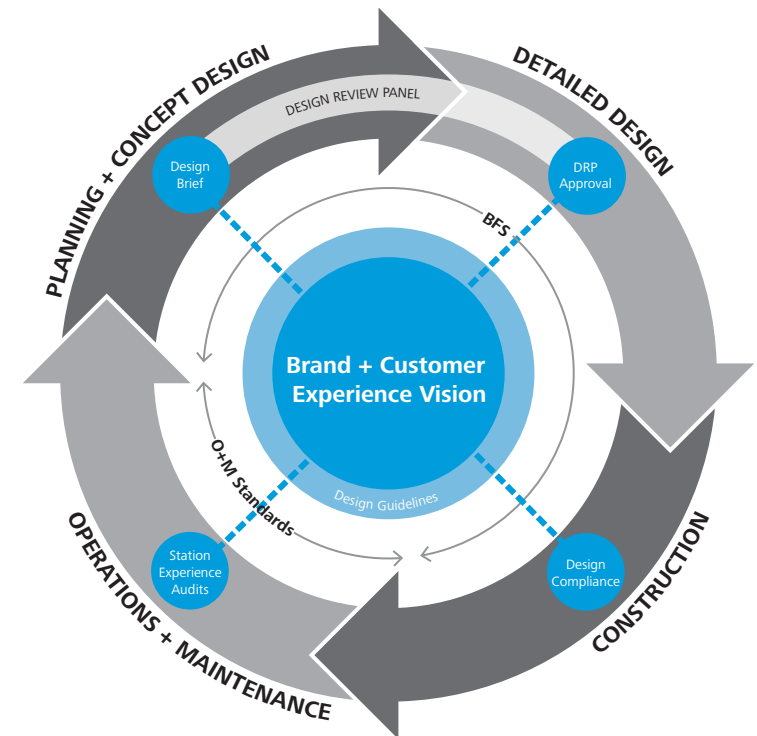 PLANNING + CONCEPT DESIGN
DETAILED DESIGN
DESIGN REVIEW PANEL
Design
Brief
DRP
Approval
BFS
Brand + Customer
Experience Vision
Design Guidelines
O+M Standards
Station
Experience
Audits
Design
Compliance
OPERATIONS + MAINTENANCE
CONSTRUCTION